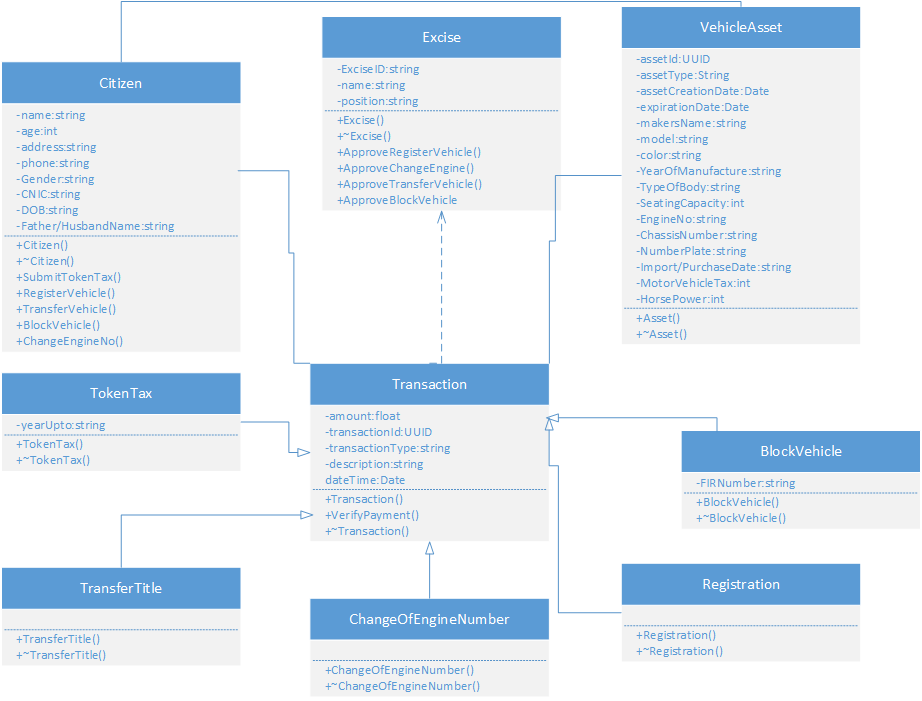 Citizen
-name:string
-age:int
-address:string
-phone:string
-Gender:string
-CNIC:string
-DOB:string
-Father/HusbandName:string
+Citizen()
+~Citizen()
+SubmitTokenTax()
+RegisterVehicle()
+TransferVehicle()
+BlockVehicle()
+ChangeEngineNo()
Excise
-ExciseID:string
-name:string
-position:string
+Excise()
+~Excise()
+ApproveRegisterVehicle()
+ApproveChangeEngine()
+ApproveTransferVehicle()
+ApproveBlockVehicle
VehicleAsset
-assetId:UUID
-assetType:String
-assetCreationDate:Date
-expirationDate:Date
-makersName:string
-model:string
-color:string
-YearOfManufacture:string
-TypeOfBody:string
-SeatingCapacity:int
-EngineNo:string
-ChassisNumber:string
-NumberPlate:string
-Import/PurchaseDate:string
-MotorVehicleTax:int
-HorsePower:int
+Asset()
+~Asset()
TokenTax
-yearUpto:string
+TokenTax()
+~TokenTax()
Transaction
-amount:float
-transactionId:UUID
-transactionType:string
-description:string
dateTime:Date
+Transaction()
+VerifyPayment()
+~Transaction()
BlockVehicle
-FIRNumber:string
+BlockVehicle()
+~BlockVehicle()
TransferTitle
+TransferTitle()
+~TransferTitle()
ChangeOfEngineNumber
+ChangeOfEngineNumber()
+~ChangeOfEngineNumber()
Registration
+Registration()
+~Registration()